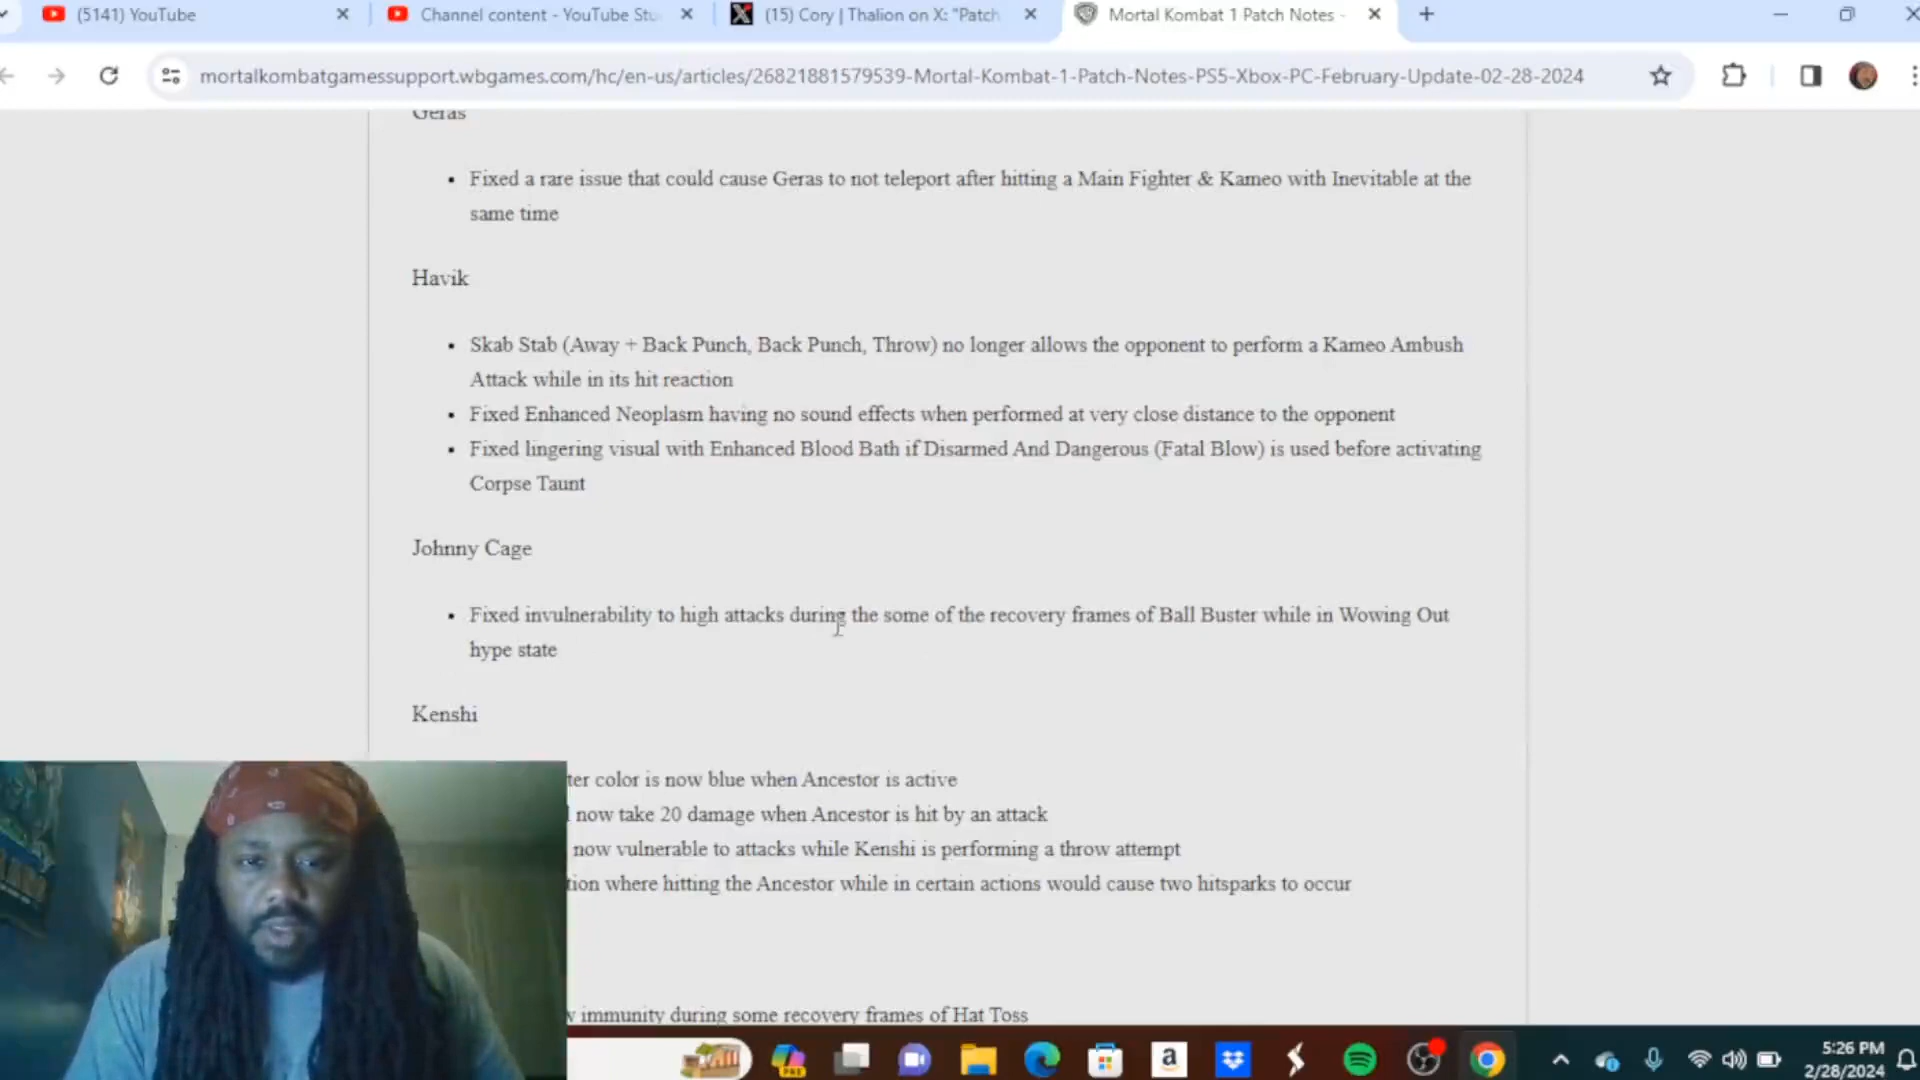 (5141) YouTube
Channel content - YouTube Stu
(15) Cory | Thalion on X: "Patch
Mortal Kombat 1 Patch Notes -
mortalkombatgamessupport.wbgames.com/hc/en-us/articles/26821881579539-Mortal-Kombat-1-Patch-Notes-PS5-Xbox-PC-February-Update-02-28-2024
Geras
• Fixed a rare issue that could cause Geras to not teleport after hitting a Main Fighter & Kameo with Inevitable at the
same time
Havik
• Skab Stab (Away + Back Punch, Back Punch, Throw) no longer allows the opponent to perform a Kameo Ambush
Attack while in its hit reaction
• Fixed Enhanced Neoplasm having no sound effects when performed at very close distance to the opponent
• Fixed lingering visual with Enhanced Blood Bath if Disarmed And Dangerous (Fatal Blow) is used before activating
Corpse Taunt
Johnny Cage
• Fixed invulnerability to high attacks during the some of the recovery frames of Ball Buster while in Wowing Out
hype state
Kenshi
ter color is now blue when Ancestor is active
now take 20 damage when Ancestor is hit by an attack
now vulnerable to attacks while Kenshi is performing a throw attempt
tion where hitting the Ancestor while in certain actions would cause two hitsparks to occur
immunity during some recovery frames of Hat Toss
PRE
a
5:26 PM
2/28/2024